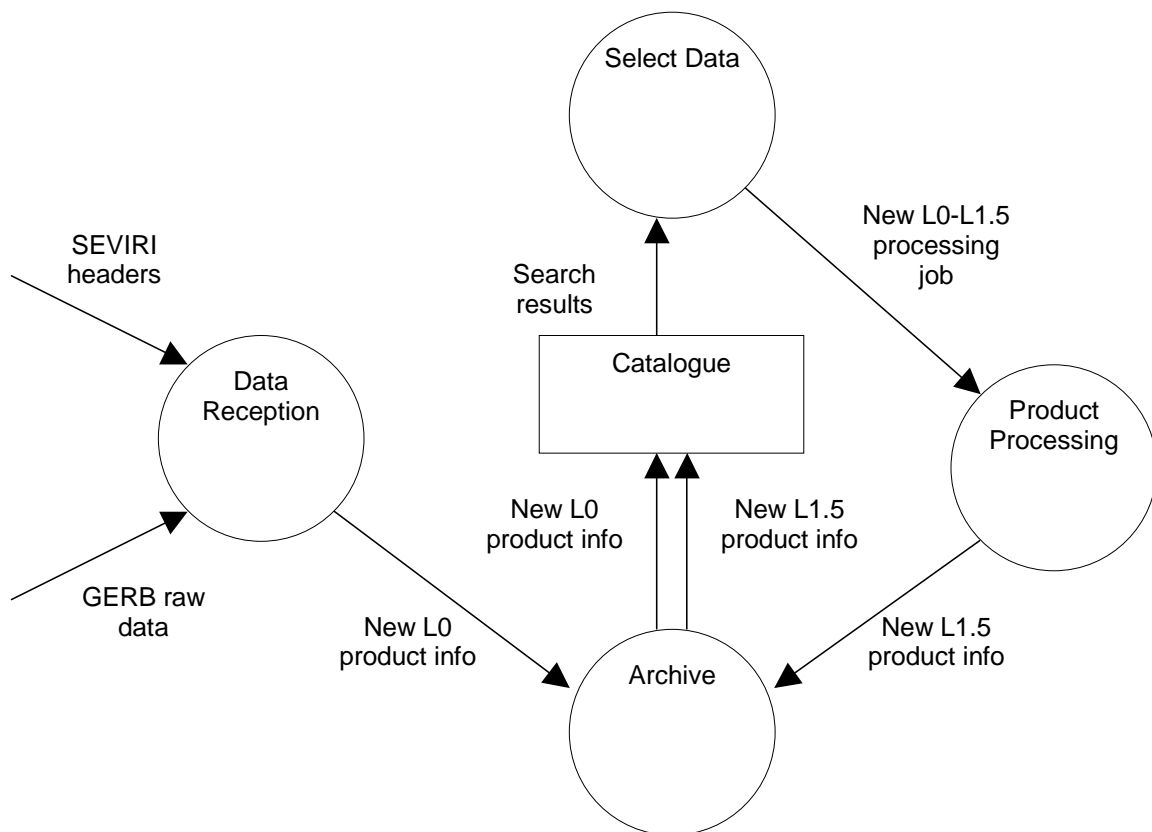 Select Data
New L0-L1.5
processing
job
SEVIRI
headers
Search
results
Catalogue
Data
Reception
Product
Processing
New L0
product info
New L1.5
product info
GERB raw
data
New L0
product info
New L1.5
product info
Archive